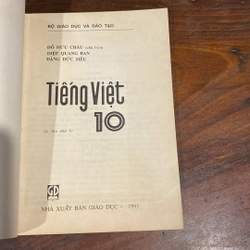 BỘ GIÁO DỤC VÀ ĐÀO TẠO
ĐỖ HỮU CHÂU
DIỆP QUANG BAN
ĐẶNG ĐỨC SIÊU
Tiếng Việt
10
NHÀ XUẤT BẢN GIÁO DỤC